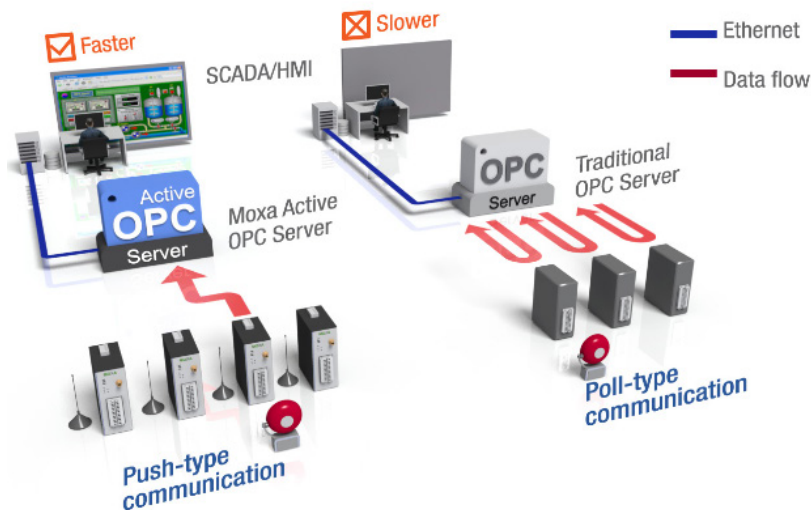 Faster
SCADA/HMI
Slower
Ethernet
Data flow
Active
OPC
Server
Moxa Active
OPC Server
OPC
Server
Traditional
OPC Server
Push-type
communication
Poll-type
communication